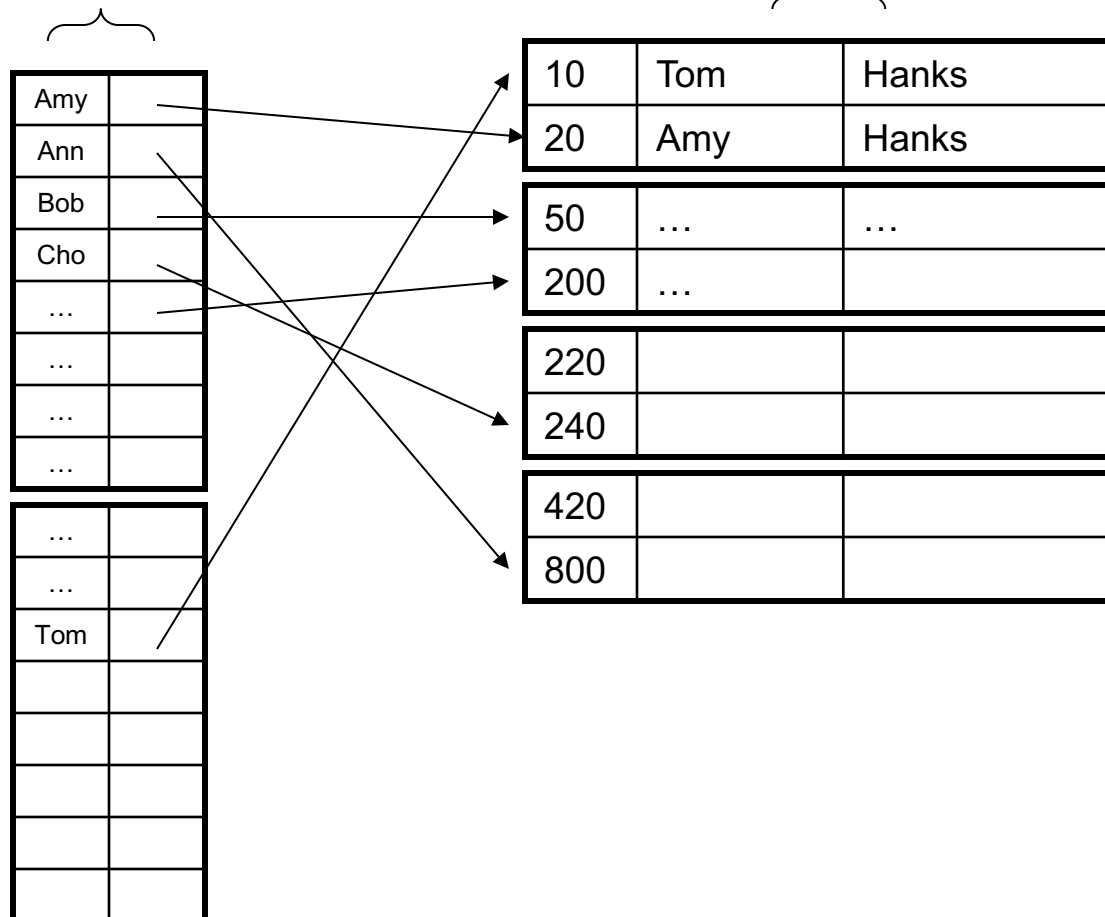 Amy
Ann
Bob
Cho
…
…
…
…
…
…
Tom
10 Tom Hanks
20 Amy Hanks
50 … …
200 …
220
240
420
800